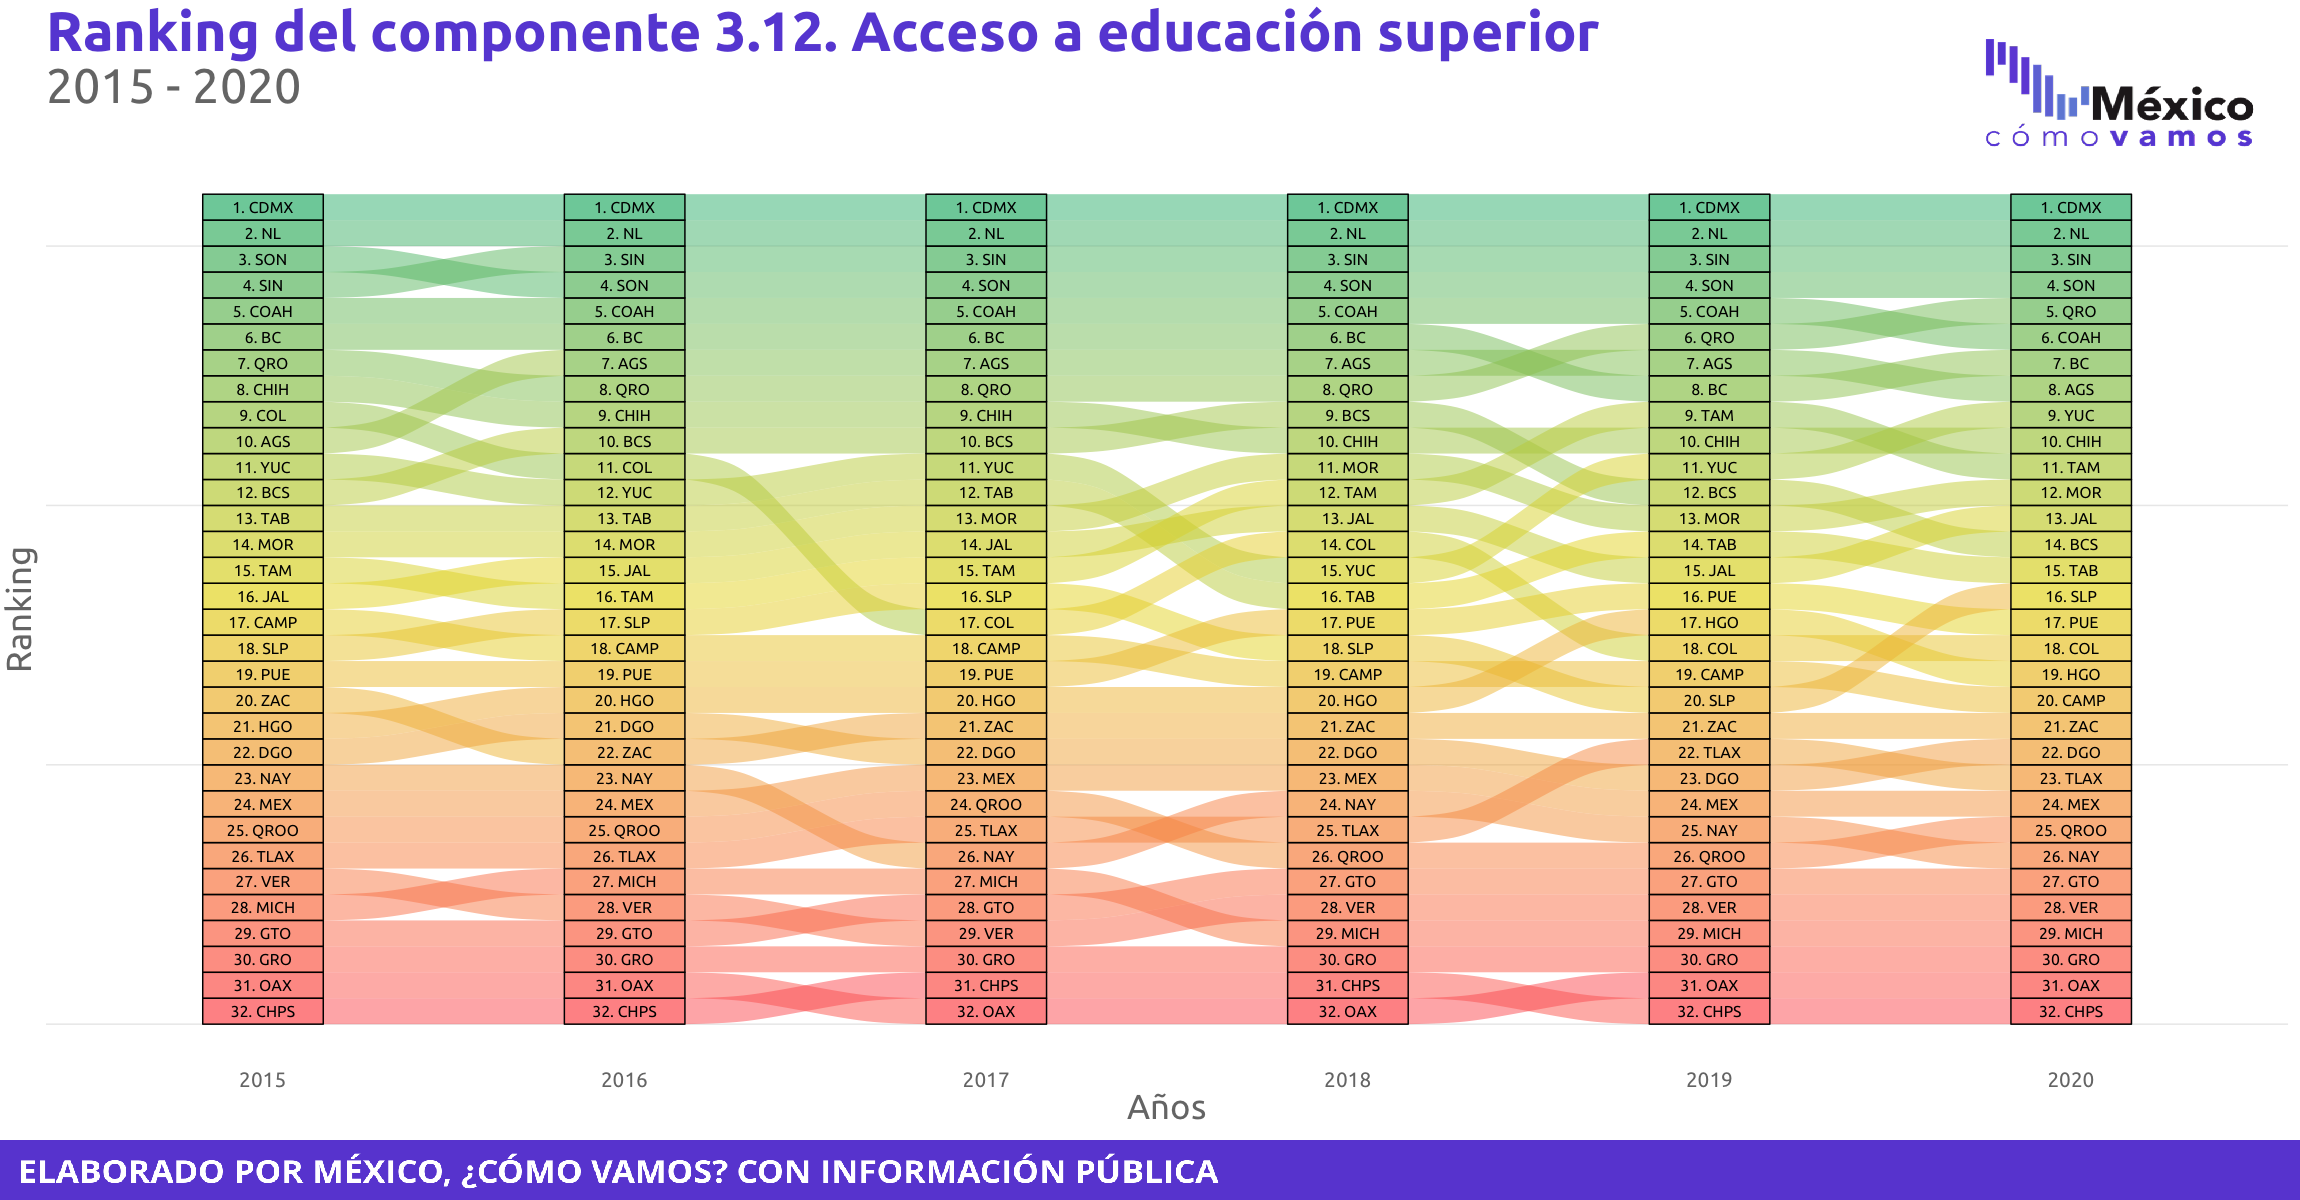 Ranking del componente 3.12. Acceso a educación superior
2015 - 2020
México
cómo vamos
Ranking
1. CDMX 1. CDMX 1. CDMX 1. CDMX 1. CDMX 1. CDMX
2. NL 2. NL 2. NL 2. NL 2. NL 2. NL
3. SON 3. SIN 3. SIN 3. SIN 3. SIN 3. SIN
4. SIN 4. SON 4. SON 4. SON 4. SON 4. SON
5. COAH 5. COAH 5. COAH 5. COAH 5. COAH 5. QRO
6. BC 6. BC 6. BC 6. BC 6. QRO 6. COAH
7. QRO 7. AGS 7. AGS 7. AGS 7. AGS 7. BC
8. CHIH 8. QRO 8. QRO 8. QRO 8. BC 8. AGS
9. COL 9. CHIH 9. CHIH 9. BCS 9. TAM 9. YUC
10. AGS 10. BCS 10. BCS 10. CHIH 10. CHIH 10. CHIH
11. YUC 11. COL 11. YUC 11. MOR 11. YUC 11. TAM
12. BCS 12. YUC 12. TAB 12. TAM 12. BCS 12. MOR
13. TAB 13. TAB 13. MOR 13. JAL 13. MOR 13. JAL
14. MOR 14. MOR 14. JAL 14. COL 14. TAB 14. BCS
15. TAM 15. JAL 15. TAM 15. YUC 15. JAL 15. TAB
16. JAL 16. TAM 16. SLP 16. TAB 16. PUE 16. SLP
17. CAMP 17. SLP 17. COL 17. PUE 17. HGO 17. PUE
18. SLP 18. CAMP 18. CAMP 18. SLP 18. COL 18. COL
19. PUE 19. PUE 19. PUE 19. CAMP 19. CAMP 19. HGO
20. ZAC 20. HGO 20. HGO 20. HGO 20. SLP 20. CAMP
21. HGO 21. DGO 21. ZAC 21. ZAC 21. ZAC 21. ZAC
22. DGO 22. ZAC 22. DGO 22. DGO 22. TLAX 22. DGO
23. NAY 23. NAY 23. MEX 23. MEX 23. DGO 23. TLAX
24. MEX 24. MEX 24. QROO 24. NAY 24. MEX 24. MEX
25. QROO 25. QROO 25. TLAX 25. TLAX 25. NAY 25. QROO
26. TLAX 26. TLAX 26. NAY 26. QROO 26. QROO 26. NAY
27. VER 27. MICH 27. MICH 27. GTO 27. GTO 27. GTO
28. MICH 28. VER 28. GTO 28. VER 28. VER 28. VER
29. GTO 29. GTO 29. VER 29. MICH 29. MICH 29. MICH
30. GRO 30. GRO 30. GRO 30. GRO 30. GRO 30. GRO
31. OAX 31. OAX 31. CHPS 31. CHPS 31. OAX 31. OAX
32. CHPS 32. CHPS 32. OAX 32. OAX 32. CHPS 32. CHPS
2015 2016 2017 2018 2019 2020
Años
ELABORADO POR MÉXICO, ¿CÓMO VAMOS? CON INFORMACIÓN PÚBLICA